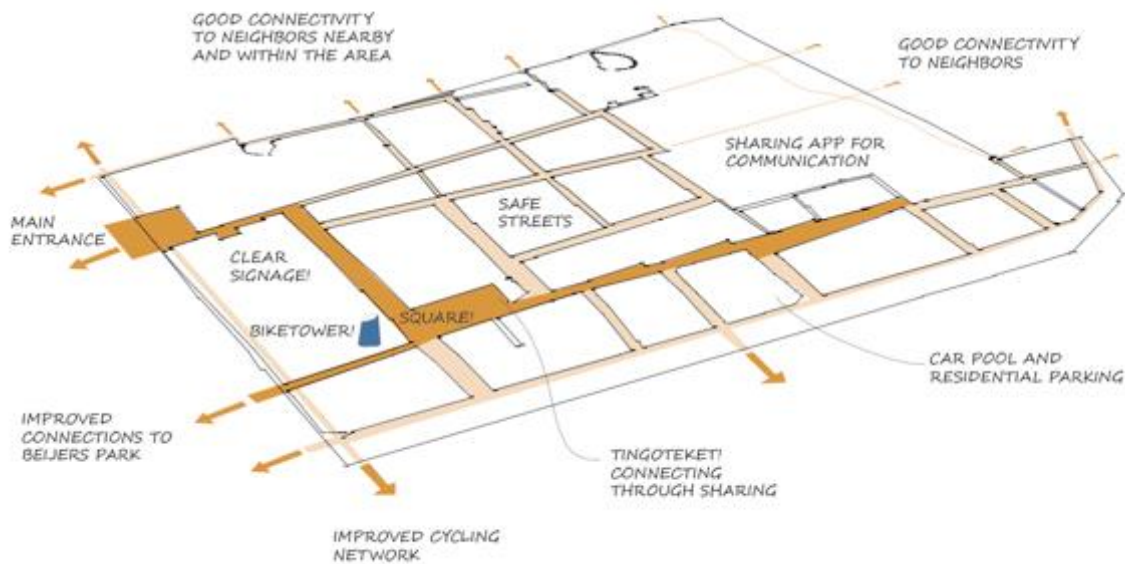 GOOD CONNECTIVITY
TO NEIGHBORS NEARBY
AND WITHIN THE AREA
GOOD CONNECTIVITY
TO NEIGHBORS
SHARING APP FOR
COMMUNICATION
SAFE
STREETS
MAIN
ENTRANCE
CLEAR
SIGNAGE!
BIKETOWER!
SQUARE!
CAR POOL AND
RESIDENTIAL PARKING
IMPROVED
CONNECTIONS TO
BEIJERS PARK
TINGOTEKET!
CONNECTING
THROUGH SHARING
IMPROVED CYCLING
NETWORK